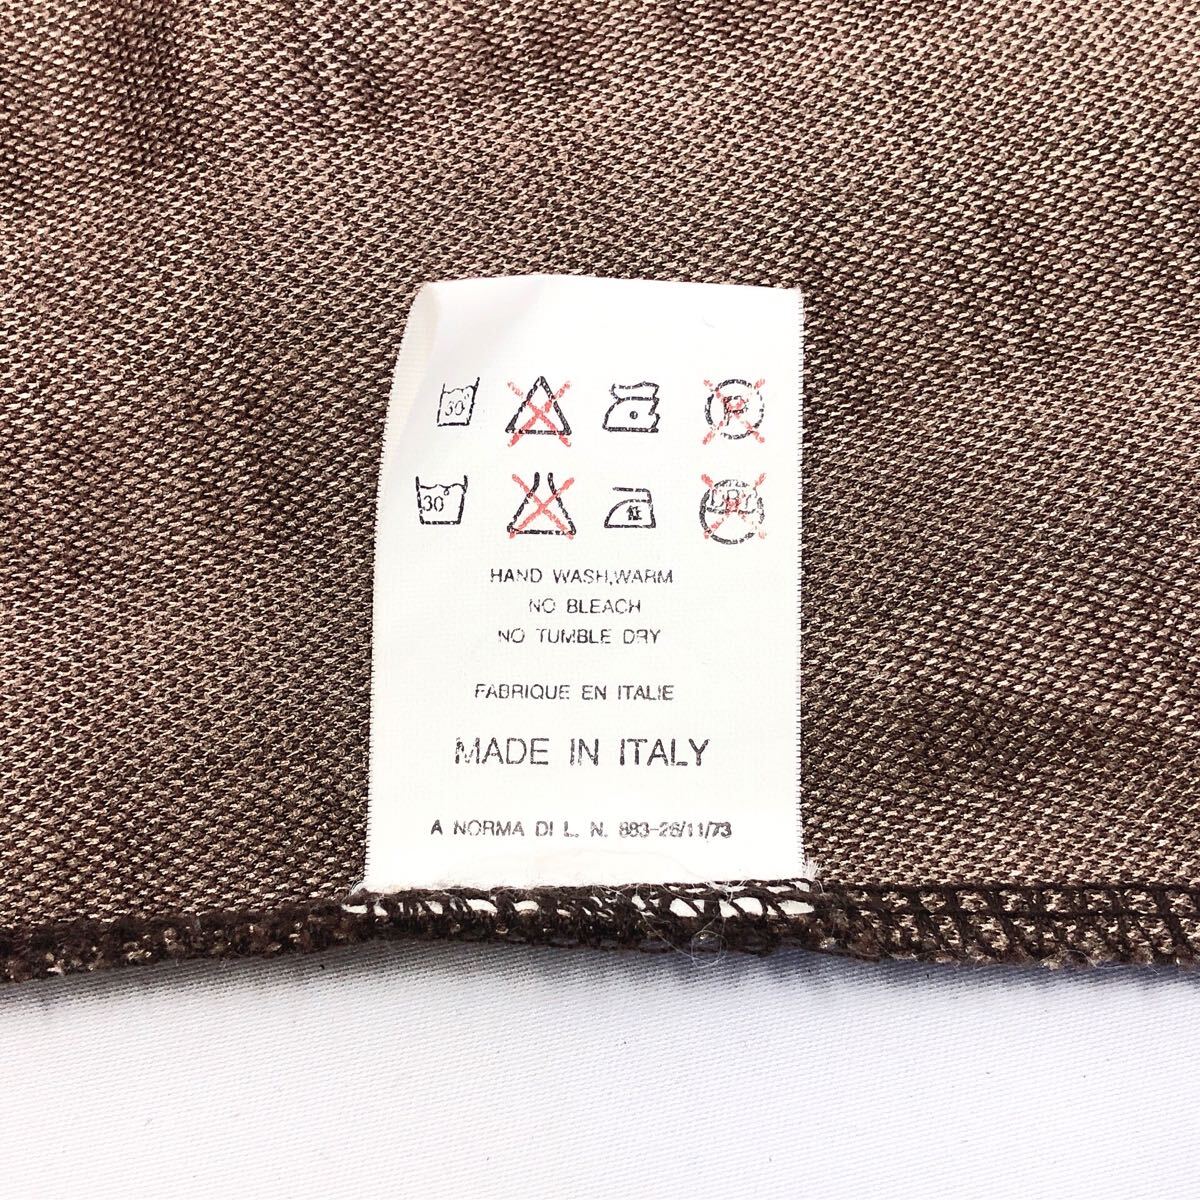 30° P
30 DRY
HAND WASH,WARM
NO BLEACH
NO TUMBLE DRY
FABRIQUE EN ITALIE
MADE IN ITALY
A NORMA DI L. N. 883-26/11/73